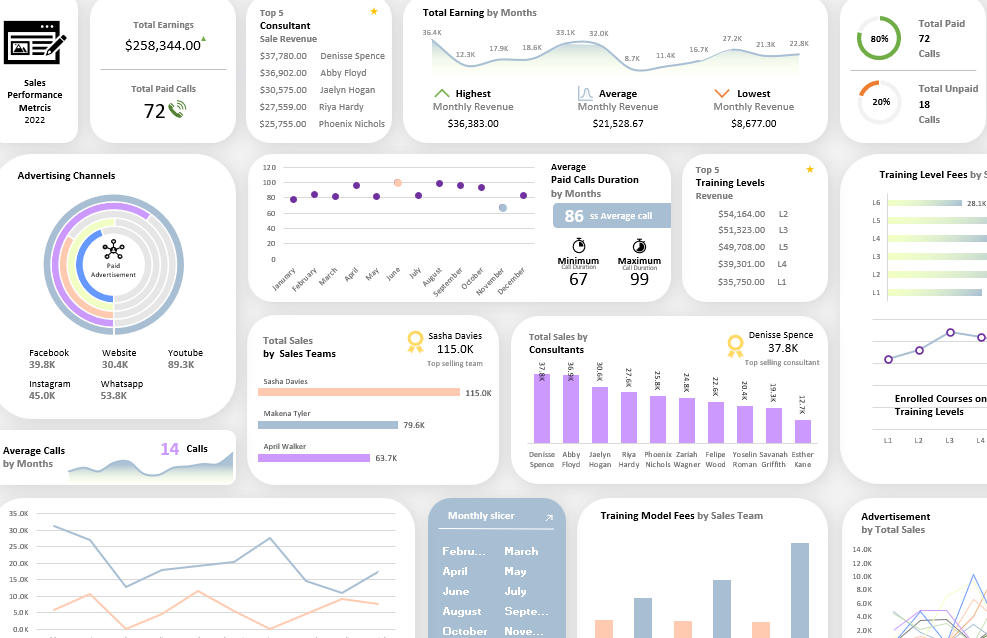 Sales
Performance
Metrcis
2022
Total Earnings
$258,344.00
Total Paid Calls
72
Top 5
Consultant
Sale Revenue
$37,780.00 Denisse Spence
$36,902.00 Abby Floyd
$30,575.00 Jaelyn Hogan
$27,559.00 Riya Hardy
$25,755.00 Phoenix Nichols
Total Earning by Months
36.4K
12.3K
17.9K
18.6K
33.1K
32.0K
8.7K
11.4K
16.7K
27.2K
21.3K
22.8K
Highest
Monthly Revenue
$36,383.00
Average
Monthly Revenue
$21,528.67
Lowest
Monthly Revenue
$8,677.00
80%
Total Paid
72
Calls
20%
Total Unpaid
18
Calls
Advertising Channels
Paid
Advertisement
Facebook
39.8K
Website
30.4K
Youtube
89.3K
Instagram
45.0K
Whatsapp
53.8K
120
100
80
60
40
20
0
January
February
March
April
May
June
July
August
September
October
November
December
Average
Paid Calls Duration
by Months
86 ss Average call
Minimum
Call Duration
67
Maximum
Call Duration
99
Top 5
Training Levels
Revenue
$54,164.00 L2
$51,323.00 L3
$49,708.00 L5
$39,301.00 L4
$35,750.00 L1
Training Level Fees by S
L6
28.1K
L5
L4
L3
L2
L1
Enrolled Courses on
Training Levels
L1
L2
L3
L4
Total Sales
by Sales Teams
Sasha Davies
115.0K
Top selling team
Sasha Davies
115.0K
Makena Tyler
79.6K
April Walker
63.7K
Total Sales by
Consultants
Denisse Spence
37.8K
Top selling consultant
37.8K
36.9K
30.6K
27.6K
25.8K
24.8K
22.6K
20.4K
19.3K
12.7K
Denisse Spence
Abby Floyd
Jaelyn Hogan
Riya Hardy
Phoenix Nichols
Zariah Wagner
Felipe Wood
Yoselin Roman
Savanah Griffith
Esther Kane
Average Calls
by Months
14 Calls
35.0K
30.0K
25.0K
20.0K
15.0K
10.0K
5.0K
0.0K
Monthly slicer
Febru... March
April May
June July
August Septe...
October Nove...
Training Model Fees by Sales Team
Advertisement
by Total Sales
14.0K
12.0K
10.0K
8.0K
6.0K
4.0K
2.0K